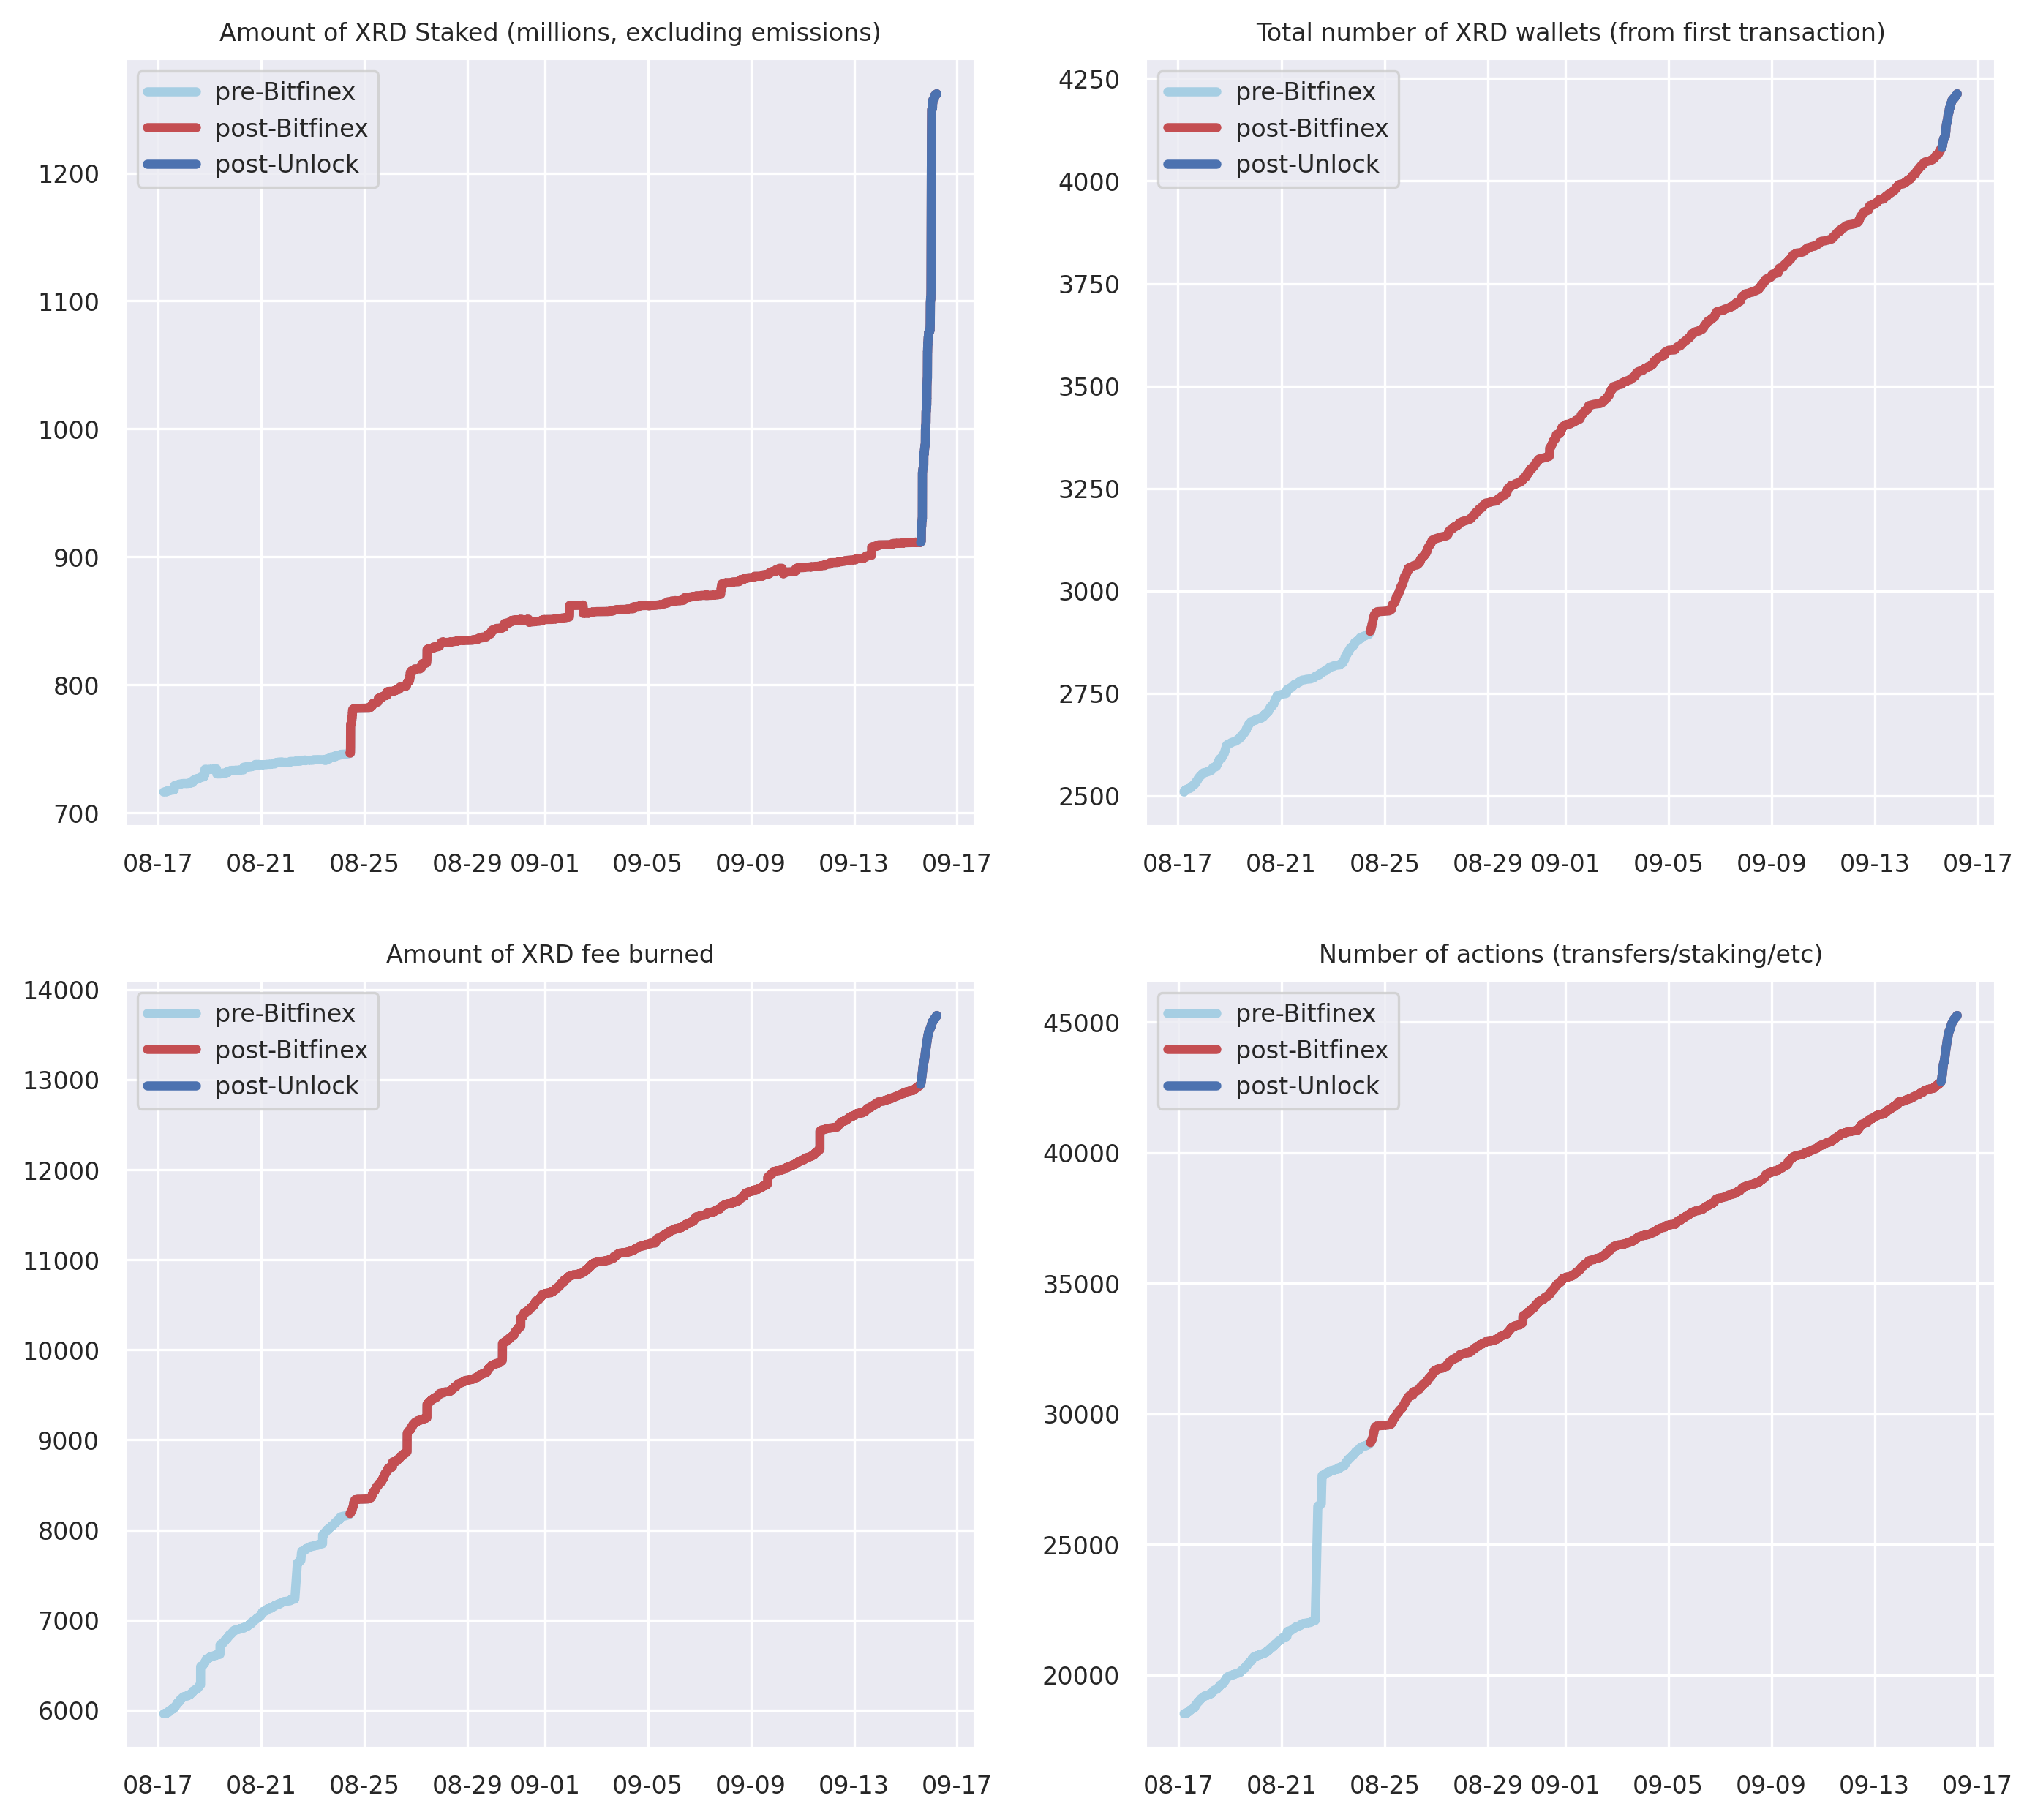 Amount of XRD Staked (millions, excluding emissions)
pre-Bitfinex
post-Bitfinex
post-Unlock
1200
1100
1000
900
800
700
08-17 08-21 08-25 08-29 09-01 09-05 09-09 09-13 09-17
Total number of XRD wallets (from first transaction)
pre-Bitfinex
post-Bitfinex
post-Unlock
4250
4000
3750
3500
3250
3000
2750
2500
08-17 08-21 08-25 08-29 09-01 09-05 09-09 09-13 09-17
Amount of XRD fee burned
pre-Bitfinex
post-Bitfinex
post-Unlock
14000
13000
12000
11000
10000
9000
8000
7000
6000
08-17 08-21 08-25 08-29 09-01 09-05 09-09 09-13 09-17
Number of actions (transfers/staking/etc)
pre-Bitfinex
post-Bitfinex
post-Unlock
45000
40000
35000
30000
25000
20000
08-17 08-21 08-25 08-29 09-01 09-05 09-09 09-13 09-17